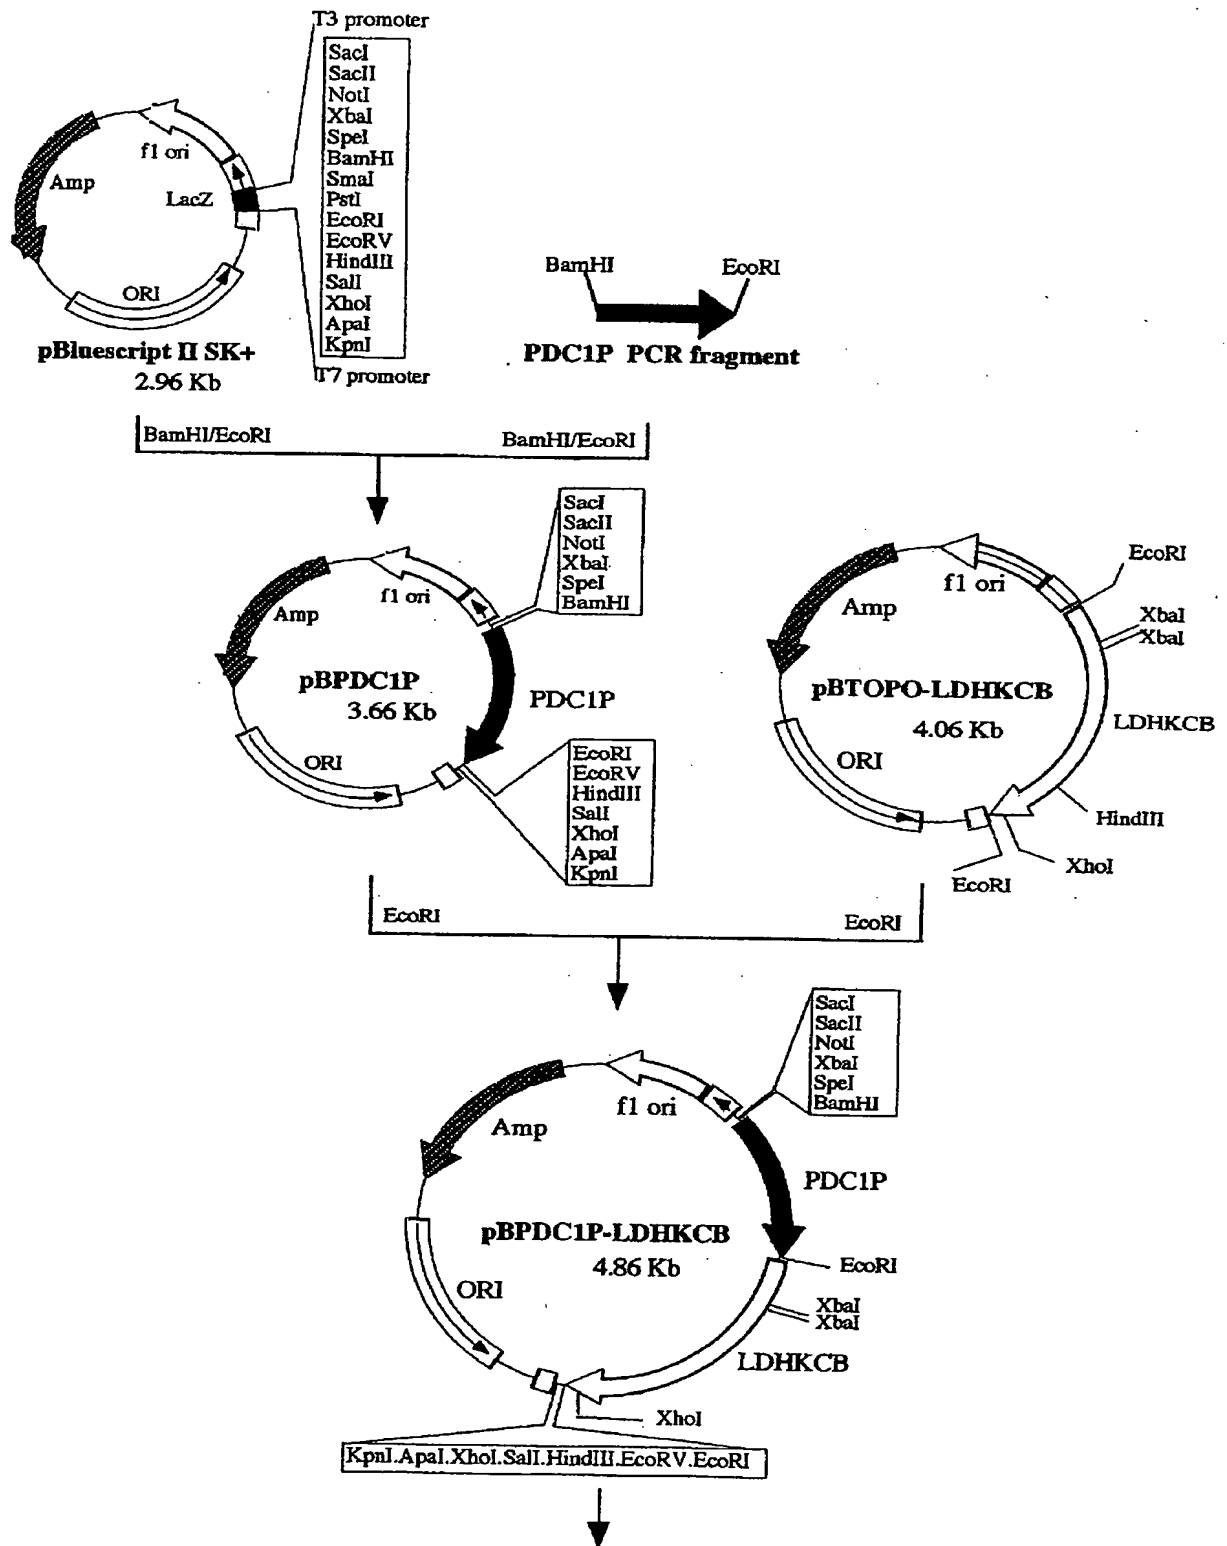 T3 promoter
SacI
SacII
NotI
XbaI
SpeI
BamHI
SmaI
PstI
EcoRI
EcoRV
HindIII
SalI
XhoI
ApaI
KpnI
T7 promoter
f1 ori
Amp
LacZ
ORI
pBluescript II SK+
2.96 Kb
BamHI
EcoRI
PDC1P PCR fragment
BamHI/EcoRI
BamHI/EcoRI
SacI
SacII
NotI
XbaI
SpeI
BamHI
f1 ori
Amp
pBPDC1P
3.66 Kb
PDC1P
ORI
EcoRI
EcoRV
HindIII
SalI
XhoI
ApaI
KpnI
EcoRI
f1 ori
Amp
XbaI
XbaI
pBTOPO-LDHKCB
4.06 Kb
LDHKCB
ORI
HindIII
XhoI
EcoRI
EcoRI
EcoRI
SacI
SacII
NotI
XbaI
SpeI
BamHI
f1 ori
Amp
PDC1P
pBPDC1P-LDHKCB
4.86 Kb
EcoRI
ORI
XbaI
XbaI
LDHKCB
XhoI
KpnI.ApaI.XhoI.SalI.HindIII.EcoRV.EcoRI